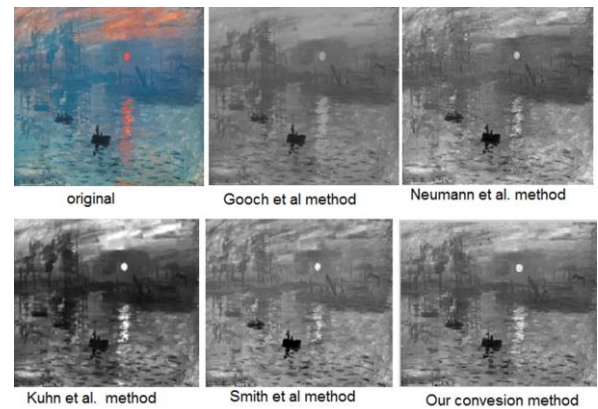 original
Gooch et al method
Neumann et al. method
Kuhn et al.  method
Smith et al method
Our convesion method